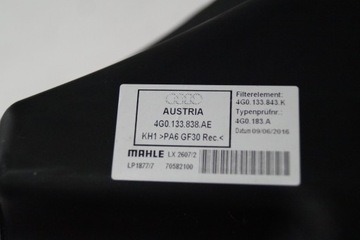 AUSTRIA
4G0.133.838.AE
KH1 >PA6 GF30 Rec.<
Filterelement:
4G0.133.843.K
Typenprüfnr.:
4G0.183.A
Datum 09/06/2016
MAHLE LX 2607/2
LP1877/7 70582100